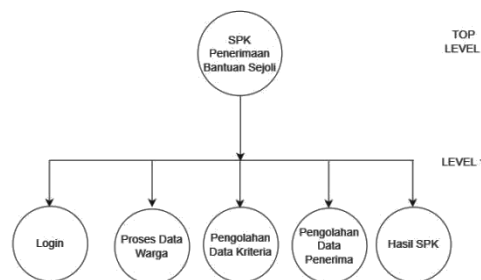 SPK
Penerimaan
Bantuan Sejoli
TOP
LEVEL
LEVEL
Login
Proses Data
Warga
Pengolahan
Data Kriteria
Pengolahan
Data
Penerima
Hasil SPK